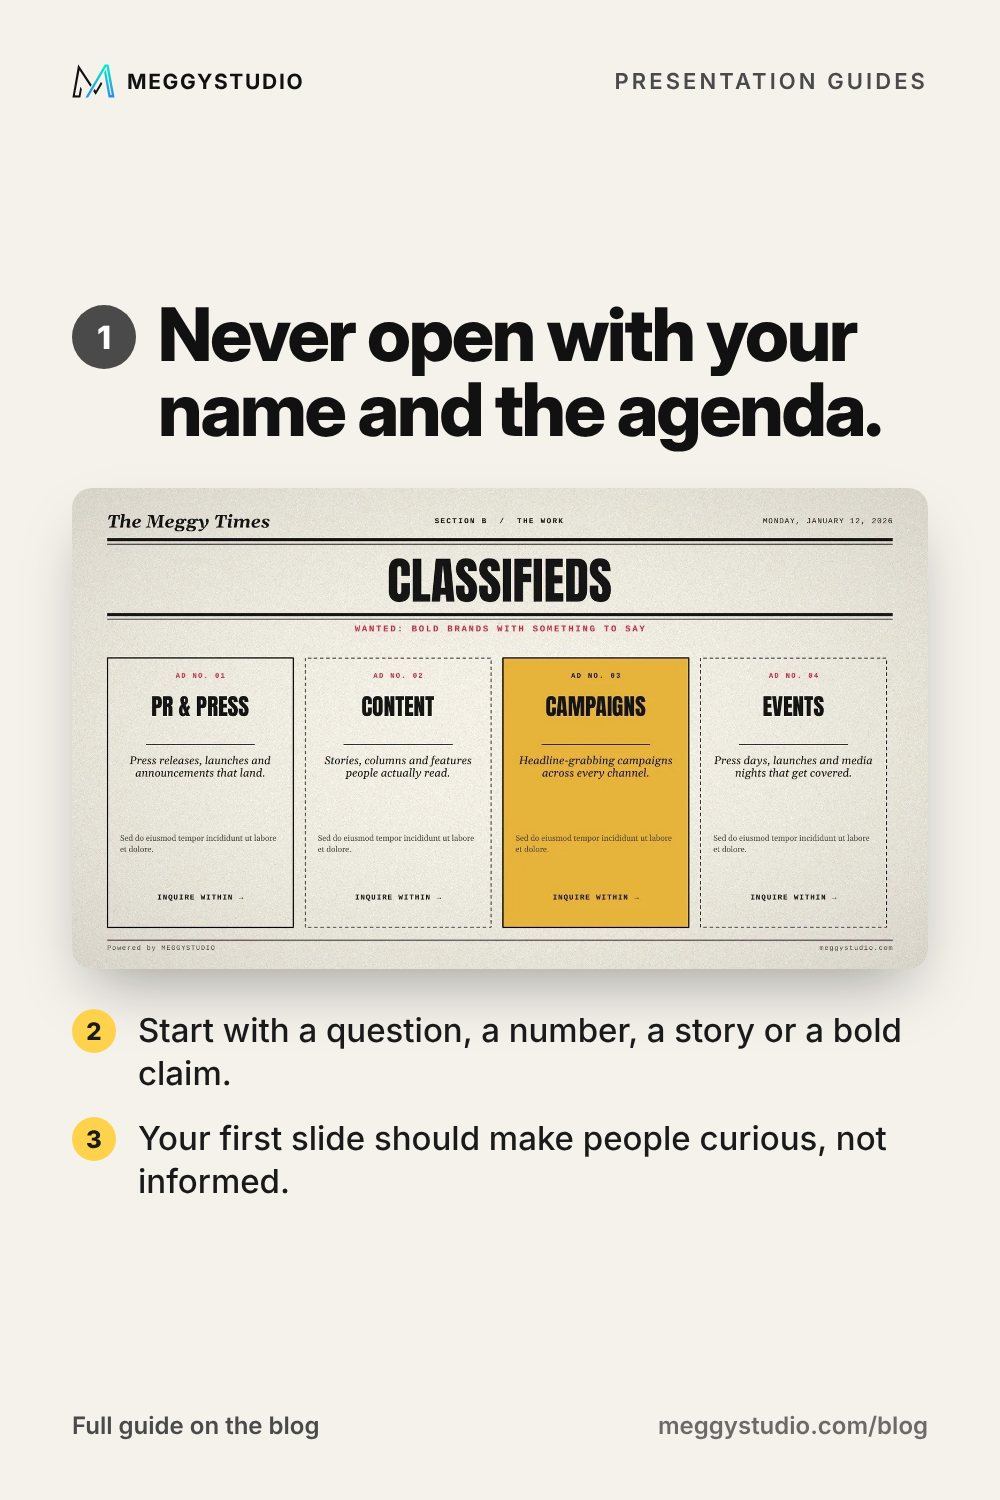 MEGGYSTUDIO
PRESENTATION GUIDES
1
Never open with your
name and the agenda.
The Meggy Times
SECTION B / THE WORK
MONDAY, JANUARY 12, 2026
CLASSIFIEDS
WANTED: BOLD BRANDS WITH SOMETHING TO SAY
AD NO. 01
PR & PRESS
Press releases, launches and
announcements that land.
Sed do eiusmod tempor incididunt ut labore
et dolore.
INQUIRE WITHIN →
AD NO. 02
CONTENT
Stories, columns and features
people actually read.
Sed do eiusmod tempor incididunt ut labore
et dolore.
INQUIRE WITHIN →
AD NO. 03
CAMPAIGNS
Headline-grabbing campaigns
across every channel.
Sed do eiusmod tempor incididunt ut labore
et dolore.
INQUIRE WITHIN →
AD NO. 04
EVENTS
Press days, launches and media
nights that get covered.
Sed do eiusmod tempor incididunt ut labore
et dolore.
INQUIRE WITHIN →
Powered by MEGGYSTUDIO
meggystudio.com
2
Start with a question, a number, a story or a bold
claim.
3
Your first slide should make people curious, not
informed.
Full guide on the blog
meggystudio.com/blog